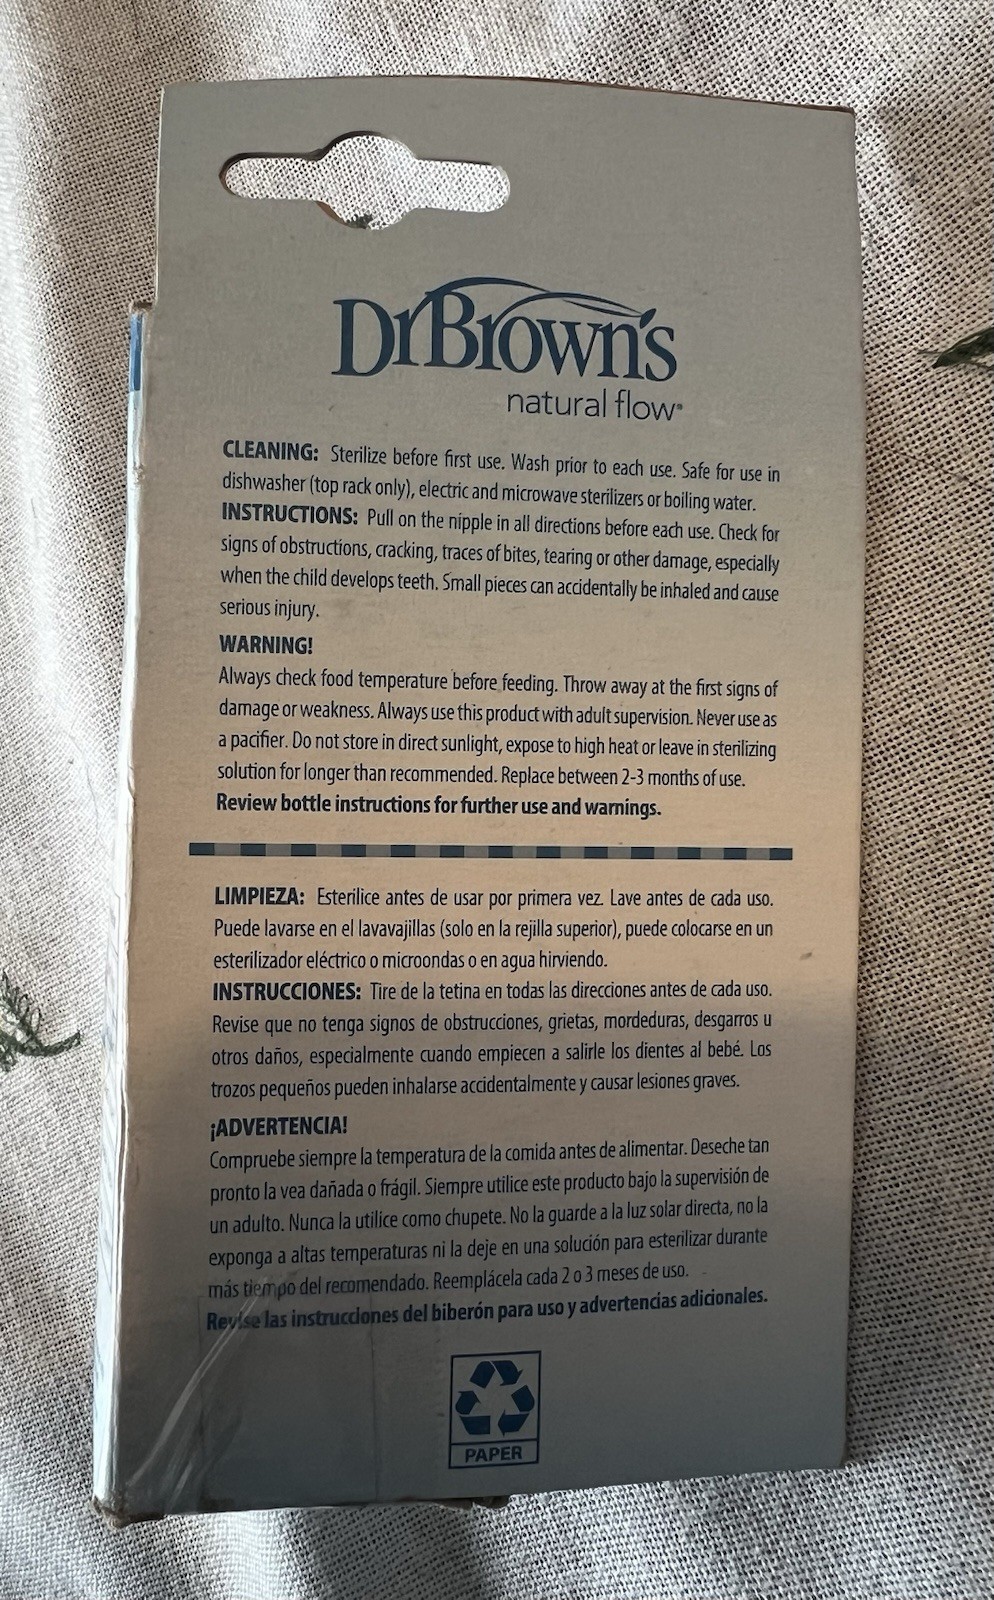 DrBrown's
natural flow®
CLEANING: Sterilize before first use. Wash prior to each use. Safe for use in
dishwasher (top rack only), electric and microwave sterilizers or boiling water.
INSTRUCTIONS: Pull on the nipple in all directions before each use. Check for
signs of obstructions, cracking, traces of bites, tearing or other damage, especially
when the child develops teeth. Small pieces can accidentally be inhaled and cause
serious injury.
WARNING!
Always check food temperature before feeding. Throw away at the first signs of
damage or weakness. Always use this product with adult supervision. Never use as
a pacifier. Do not store in direct sunlight, expose to high heat or leave in sterilizing
solution for longer than recommended. Replace between 2-3 months of use.
Review bottle instructions for further use and warnings.
LIMPIEZA: Esterilice antes de usar por primera vez. Lave antes de cada uso.
Puede lavarse en el lavavajillas (solo en la rejilla superior), puede colocarse en un
esterilizador eléctrico o microondas o en agua hirviendo.
INSTRUCCIONES: Tire de la tetina en todas las direcciones antes de cada uso.
Revise que no tenga signos de obstrucciones, grietas, mordeduras, desgarros u
otros daños, especialmente cuando empiecen a salirle los dientes al bebé. Los
trozos pequeños pueden inhalarse accidentalmente y causar lesiones graves.
¡ADVERTENCIA!
Compruebe siempre la temperatura de la comida antes de alimentar. Deseche tan
pronto la vea dañada o frágil. Siempre utilice este producto bajo la supervisión de
un adulto. Nunca la utilice como chupete. No la guarde a la luz solar directa, no la
exponga a altas temperaturas ni la deje en una solución para esterilizar durante
más tiempo del recomendado. Reemplácela cada 2 o 3 meses de uso.
Revise las instrucciones del biberón para uso y advertencias adicionales.
PAPER